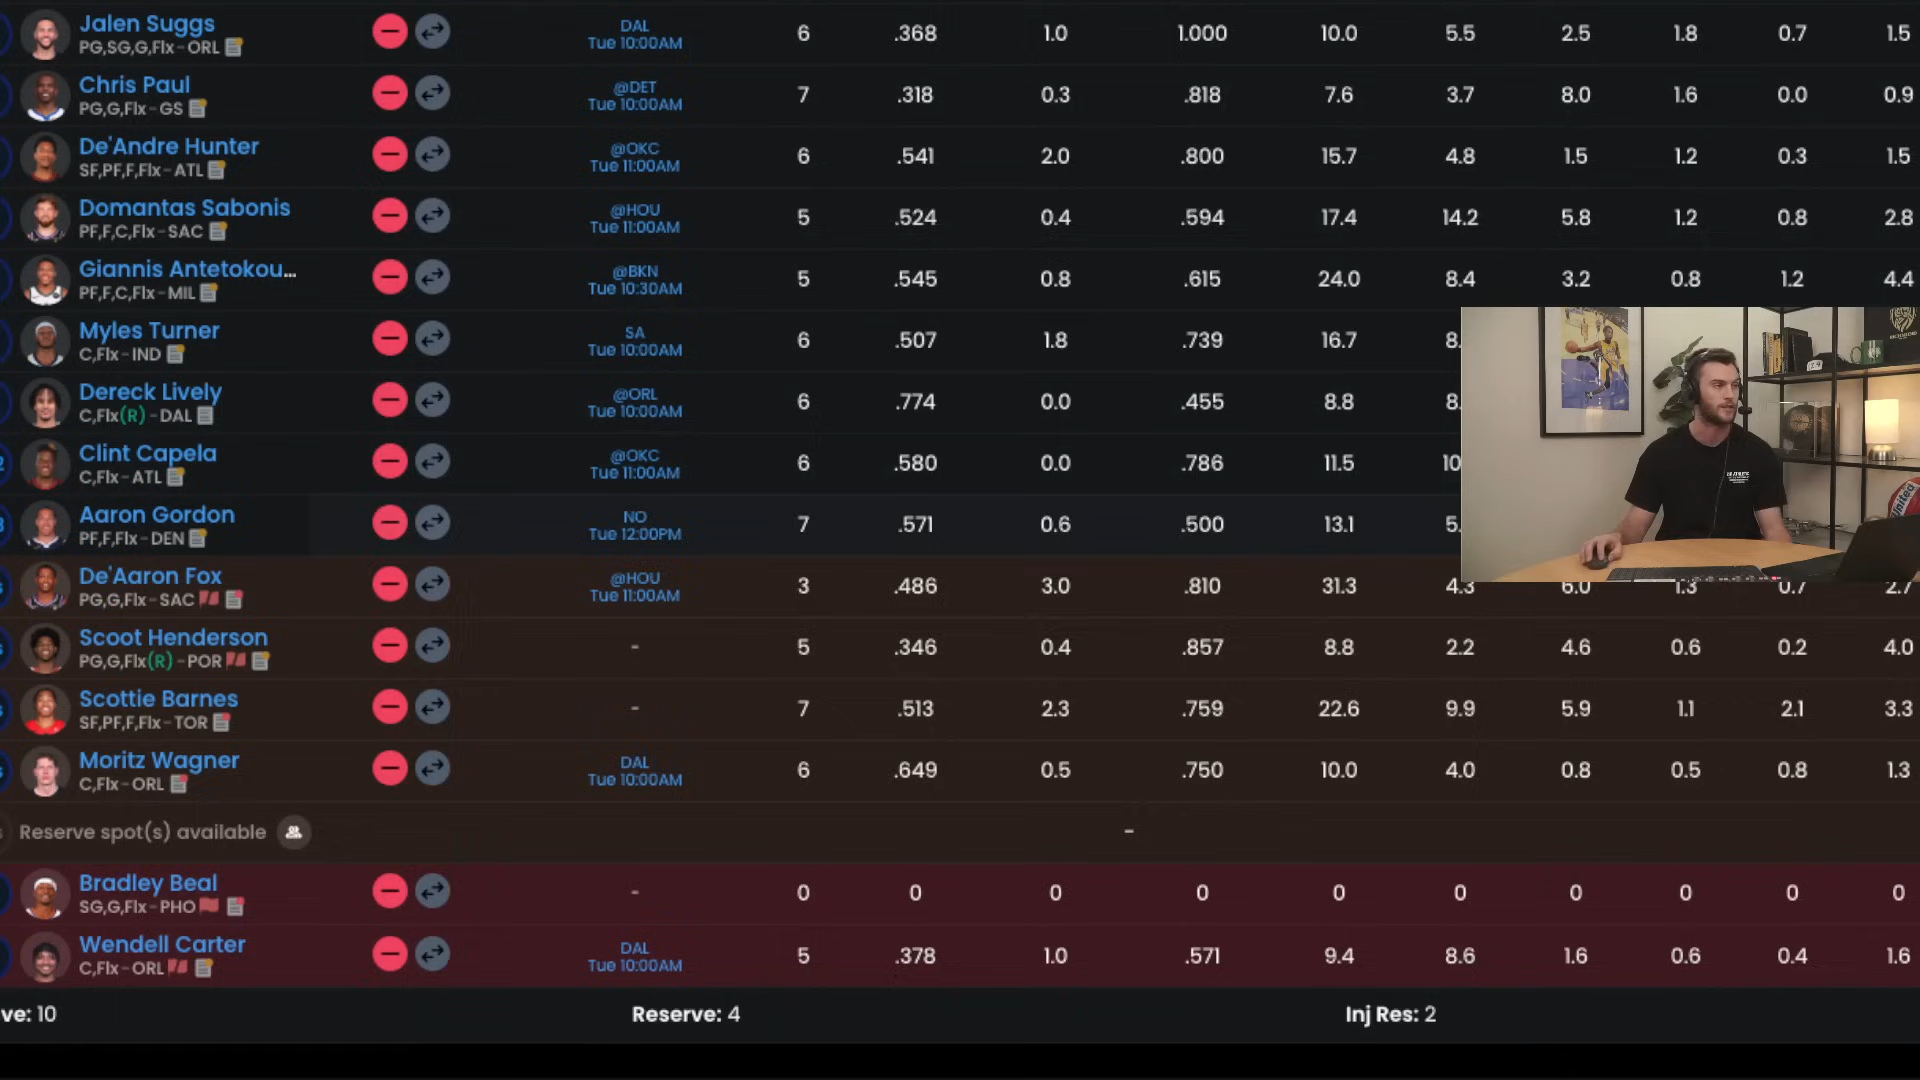 Jalen Suggs DAL 6 .368 1.0 1.000 10.0 5.5 2.5 1.8 0.7 1.5
PG,SG,G,Flx - ORL Tue 10:00AM
Chris Paul @DET 7 .318 0.3 .818 7.6 3.7 8.0 1.6 0.0 0.9
PG,G,Flx - GS Tue 10:00AM
De'Andre Hunter @OKC 6 .541 2.0 .800 15.7 4.8 1.5 1.2 0.3 1.5
SF,PF,F,Flx - ATL Tue 11:00AM
Domantas Sabonis @HOU 5 .524 0.4 .594 17.4 14.2 5.8 1.2 0.8 2.8
PF,F,C,Flx - SAC Tue 11:00AM
Giannis Antetokou... @BKN 5 .545 0.8 .615 24.0 8.4 3.2 0.8 1.2 4.4
PF,F,C,Flx - MIL Tue 10:30AM
Myles Turner SA 6 .507 1.8 .739 16.7 8.
C,Flx - IND Tue 10:00AM
Dereck Lively @ORL 6 .774 0.0 .455 8.8 8.
C,Flx(R) - DAL Tue 10:00AM
Clint Capela @OKC 6 .580 0.0 .786 11.5 10
C,Flx - ATL Tue 11:00AM
Aaron Gordon NO 7 .571 0.6 .500 13.1 5.
PF,F,Flx - DEN Tue 12:00PM
De'Aaron Fox @HOU 3 .486 3.0 .810 31.3 4.3 6.0 1.3 0.7 2.7
PG,G,Flx - SAC Tue 11:00AM
Scoot Henderson - 5 .346 0.4 .857 8.8 2.2 4.6 0.6 0.2 4.0
PG,G,Flx(R) - POR
Scottie Barnes - 7 .513 2.3 .759 22.6 9.9 5.9 1.1 2.1 3.3
SF,PF,F,Flx - TOR
Moritz Wagner DAL 6 .649 0.5 .750 10.0 4.0 0.8 0.5 0.8 1.3
C,Flx - ORL Tue 10:00AM
Reserve spot(s) available -
Bradley Beal - 0 0 0 0 0 0 0 0 0 0
SG,G,Flx - PHO
Wendell Carter DAL 5 .378 1.0 .571 9.4 8.6 1.6 0.6 0.4 1.6
C,Flx - ORL Tue 10:00AM
ve: 10 Reserve: 4 Inj Res: 2
United